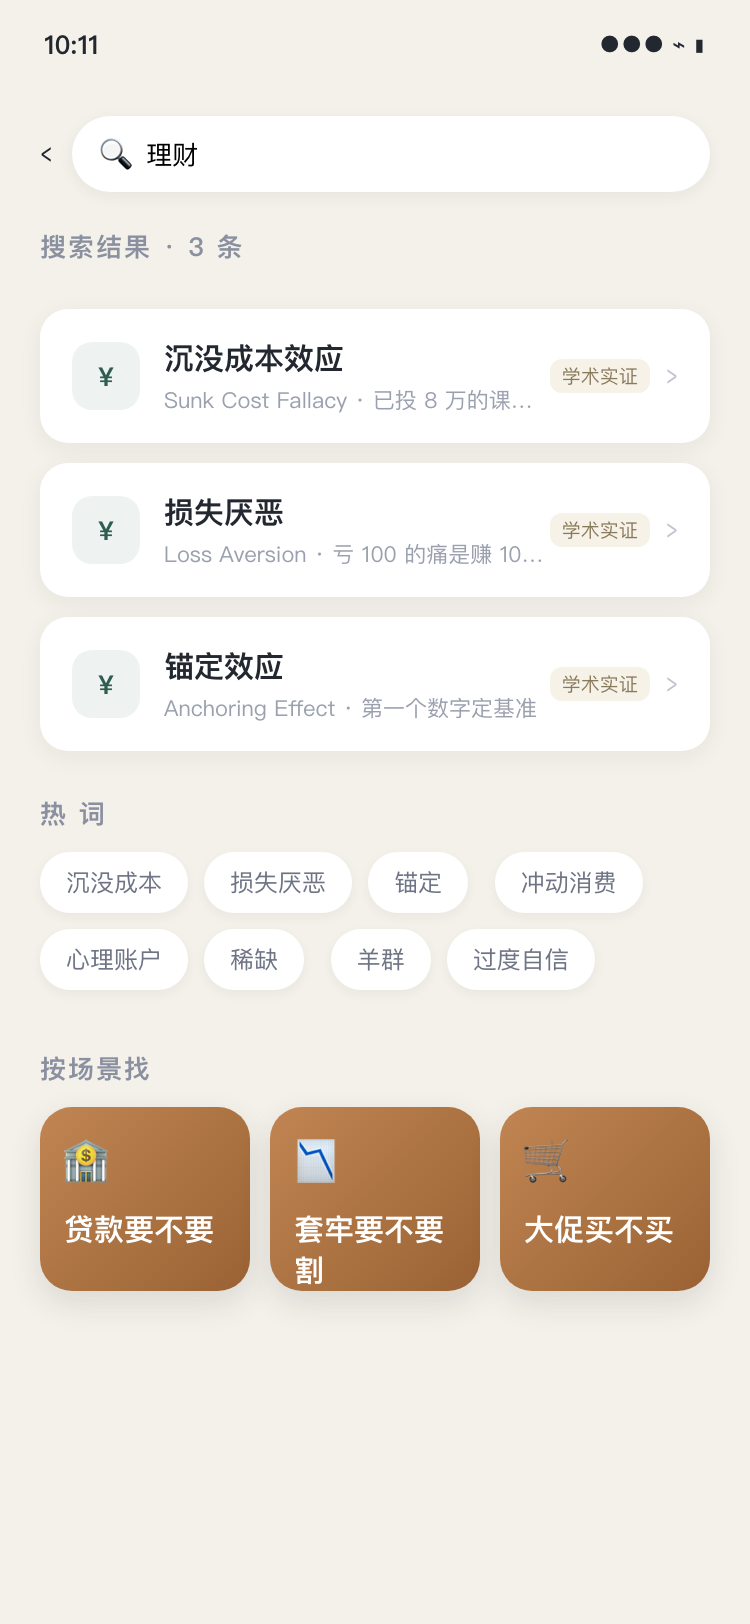 10:11
< 理财
搜索结果 · 3 条
¥
沉没成本效应
Sunk Cost Fallacy · 已投 8 万的课...
学术实证 >
¥
损失厌恶
Loss Aversion · 亏 100 的痛是赚 10...
学术实证 >
¥
锚定效应
Anchoring Effect · 第一个数字定基准
学术实证 >
热 词
沉没成本 损失厌恶 锚定 冲动消费
心理账户 稀缺 羊群 过度自信
按场景找
贷款要不要
套牢要不要
割
大促买不买